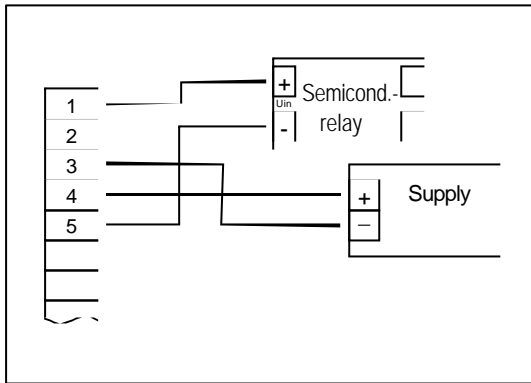 1
2
3
4
5
+
Uin
-
Semicond.-
relay
+
–
Supply